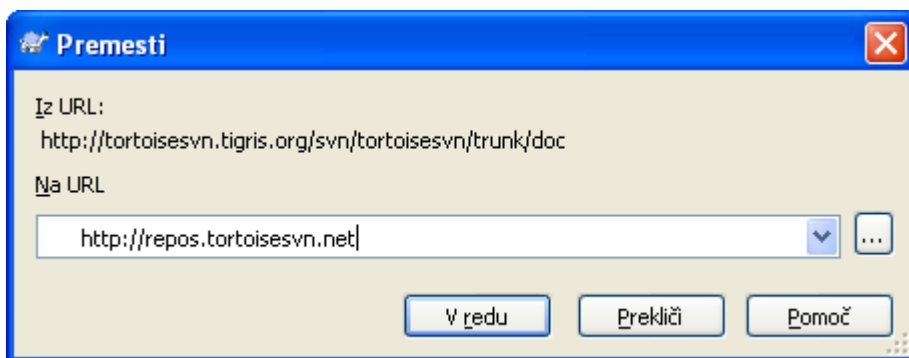 Premesti
Iz URL:
http://tortoisesvn.tigris.org/svn/tortoisesvn/trunk/doc
Na URL
http://repos.tortoisesvn.net
...
V redu Prekliči Pomoč